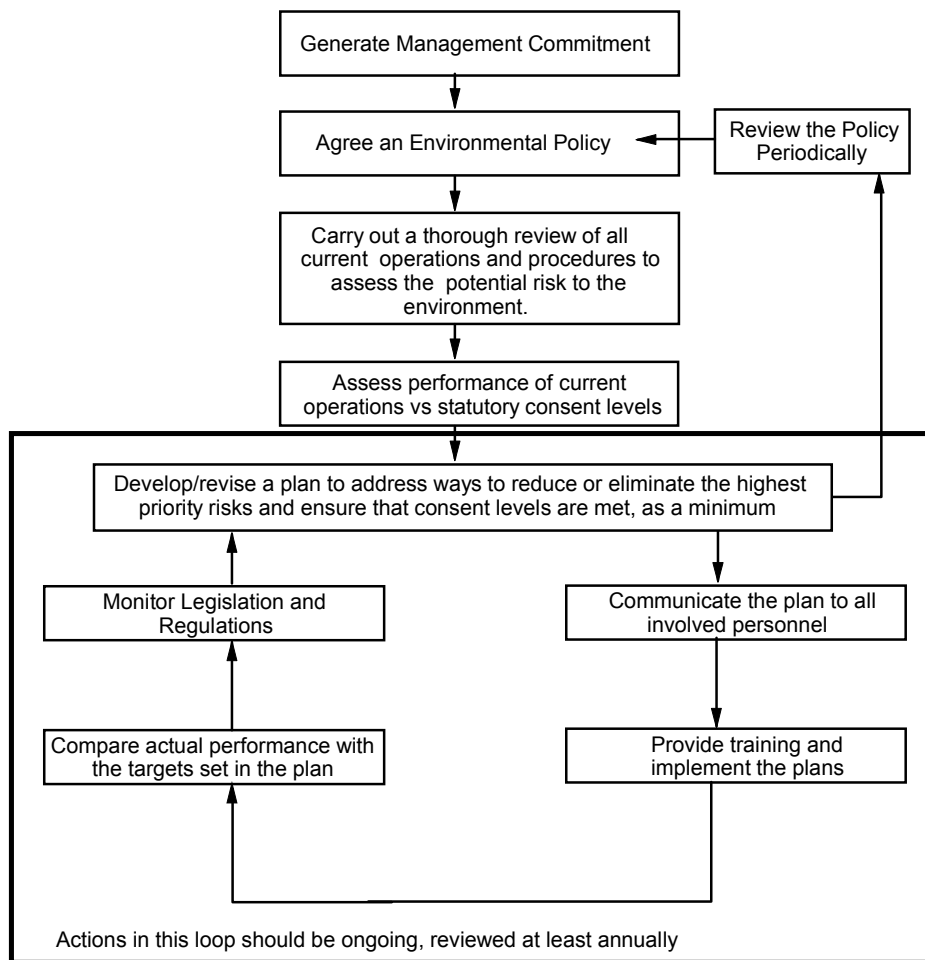 Generate Management Commitment
Agree an Environmental Policy
Review the Policy
Periodically
Carry out a thorough review of all
current operations and procedures to
assess the potential risk to the
environment.
Assess performance of current
operations vs statutory consent levels
Develop/revise a plan to address ways to reduce or eliminate the highest
priority risks and ensure that consent levels are met, as a minimum
Monitor Legislation and
Regulations
Communicate the plan to all
involved personnel
Compare actual performance with
the targets set in the plan
Provide training and
implement the plans
Actions in this loop should be ongoing, reviewed at least annually